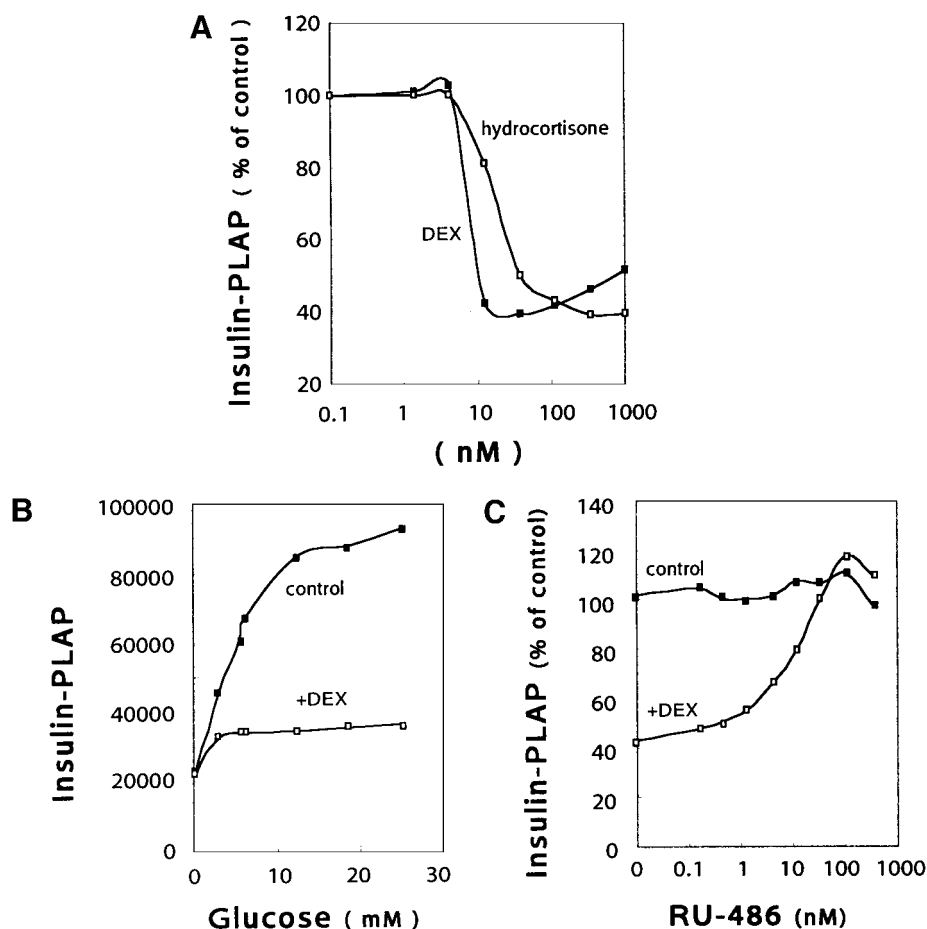 A
Insulin-PLAP ( % of control)
120
100
80
60
40
20
hydrocortisone
DEX
0.1 1 10 100 1000
( nM )
B
Insulin-PLAP
100000
80000
60000
40000
20000
0
control
+DEX
0 10 20 30
Glucose ( mM )
C
Insulin-PLAP (% of control)
140
120
100
80
60
40
20
0
control
+DEX
0 0.1 1 10 100 1000
RU-486 (nM)